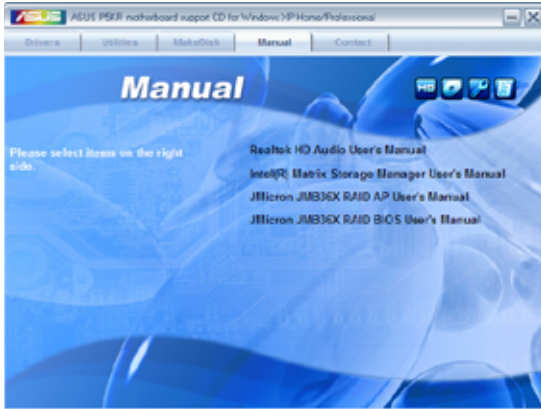 ASUS P5KR motherboard support CD for Windows XP Home/Professional
Drivers Utilities MakeDisk Manual Contact
Manual
HD
Please select items on the right
side.
Realtek HD Audio User's Manual
Intel(R) Matrix Storage Manager User's Manual
JMicron JMB36X RAID AP User's Manual
JMicron JMB36X RAID BIOS User's Manual